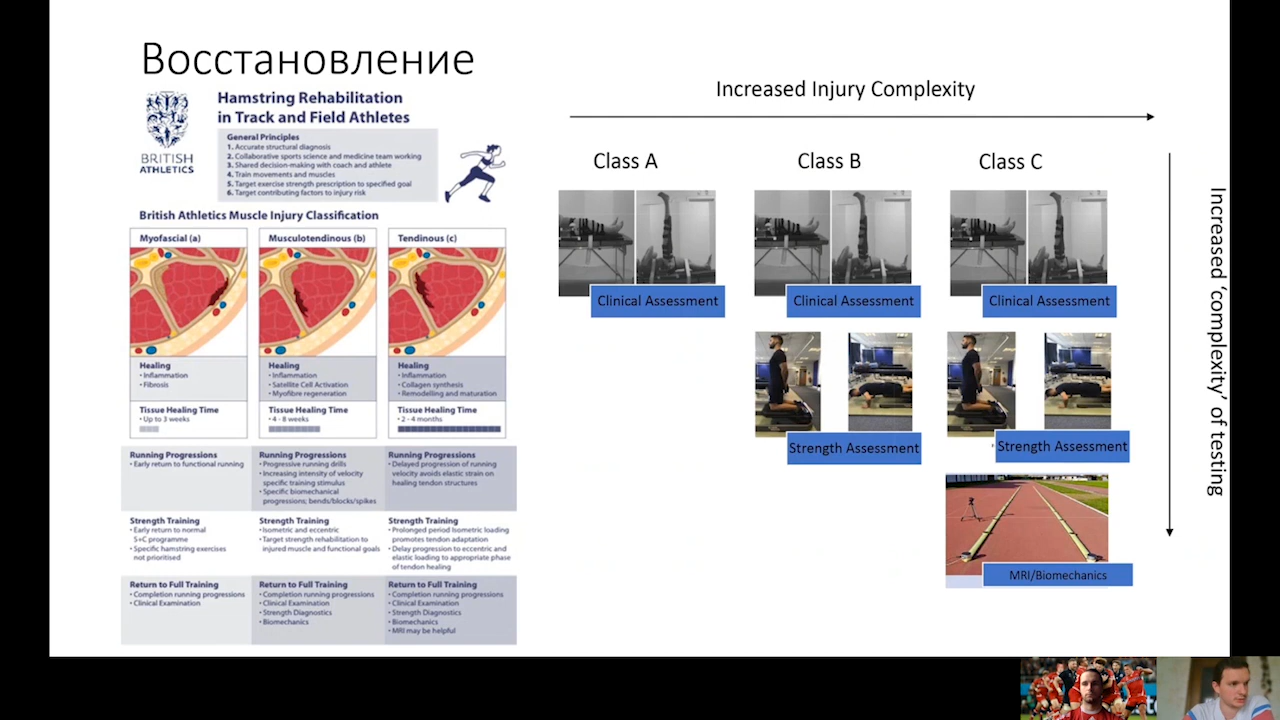 Восстановление
BRITISH
ATHLETICS
Hamstring Rehabilitation
in Track and Field Athletes
General Principles
1. Accurate structural diagnosis
2. Collaborative sports science and medicine team working
3. Shared decision-making with coach and athlete
4. Train movements and muscles
5. Target exercise strength prescription to specified goal
6. Target contributing factors to injury risk
British Athletics Muscle Injury Classification
Myofascial (a)
Healing
• Inflammation
• Fibrosis
Tissue Healing Time
• Up to 3 weeks
Musculotendinous (b)
Healing
• Inflammation
• Satellite Cell Activation
• Myofibre regeneration
Tissue Healing Time
• 4 - 8 weeks
Tendinous (c)
Healing
• Inflammation
• Collagen synthesis
• Remodelling and maturation
Tissue Healing Time
• 2 - 4 months
Running Progressions
• Early return to functional running
Running Progressions
• Progressive running drills
• Increasing intensity of velocity
specific training stimulus
• Specific biomechanical
progressions; bends/blocks/spikes
Running Progressions
• Delayed progression of running
velocity avoids elastic strain on
healing tendon structures
Strength Training
• Early return to normal
S+C programme
• Specific hamstring exercises
not prioritised
Strength Training
• Isometric and eccentric
• Target strength rehabilitation to
injured muscle and functional goals
Strength Training
• Prolonged period Isometric loading
promotes tendon adaptation
• Delay progression to eccentric and
elastic loading to appropriate phase
of tendon healing
Return to Full Training
• Completion running progressions
• Clinical Examination
Return to Full Training
• Completion running progressions
• Clinical Examination
• Strength Diagnostics
• Biomechanics
Return to Full Training
• Completion running progressions
• Clinical Examination
• Strength Diagnostics
• Biomechanics
• MRI may be helpful
Increased Injury Complexity
Class A
Class B
Class C
Clinical Assessment
Clinical Assessment
Clinical Assessment
Strength Assessment
Strength Assessment
MRI/Biomechanics
Increased ‘complexity’ of testing